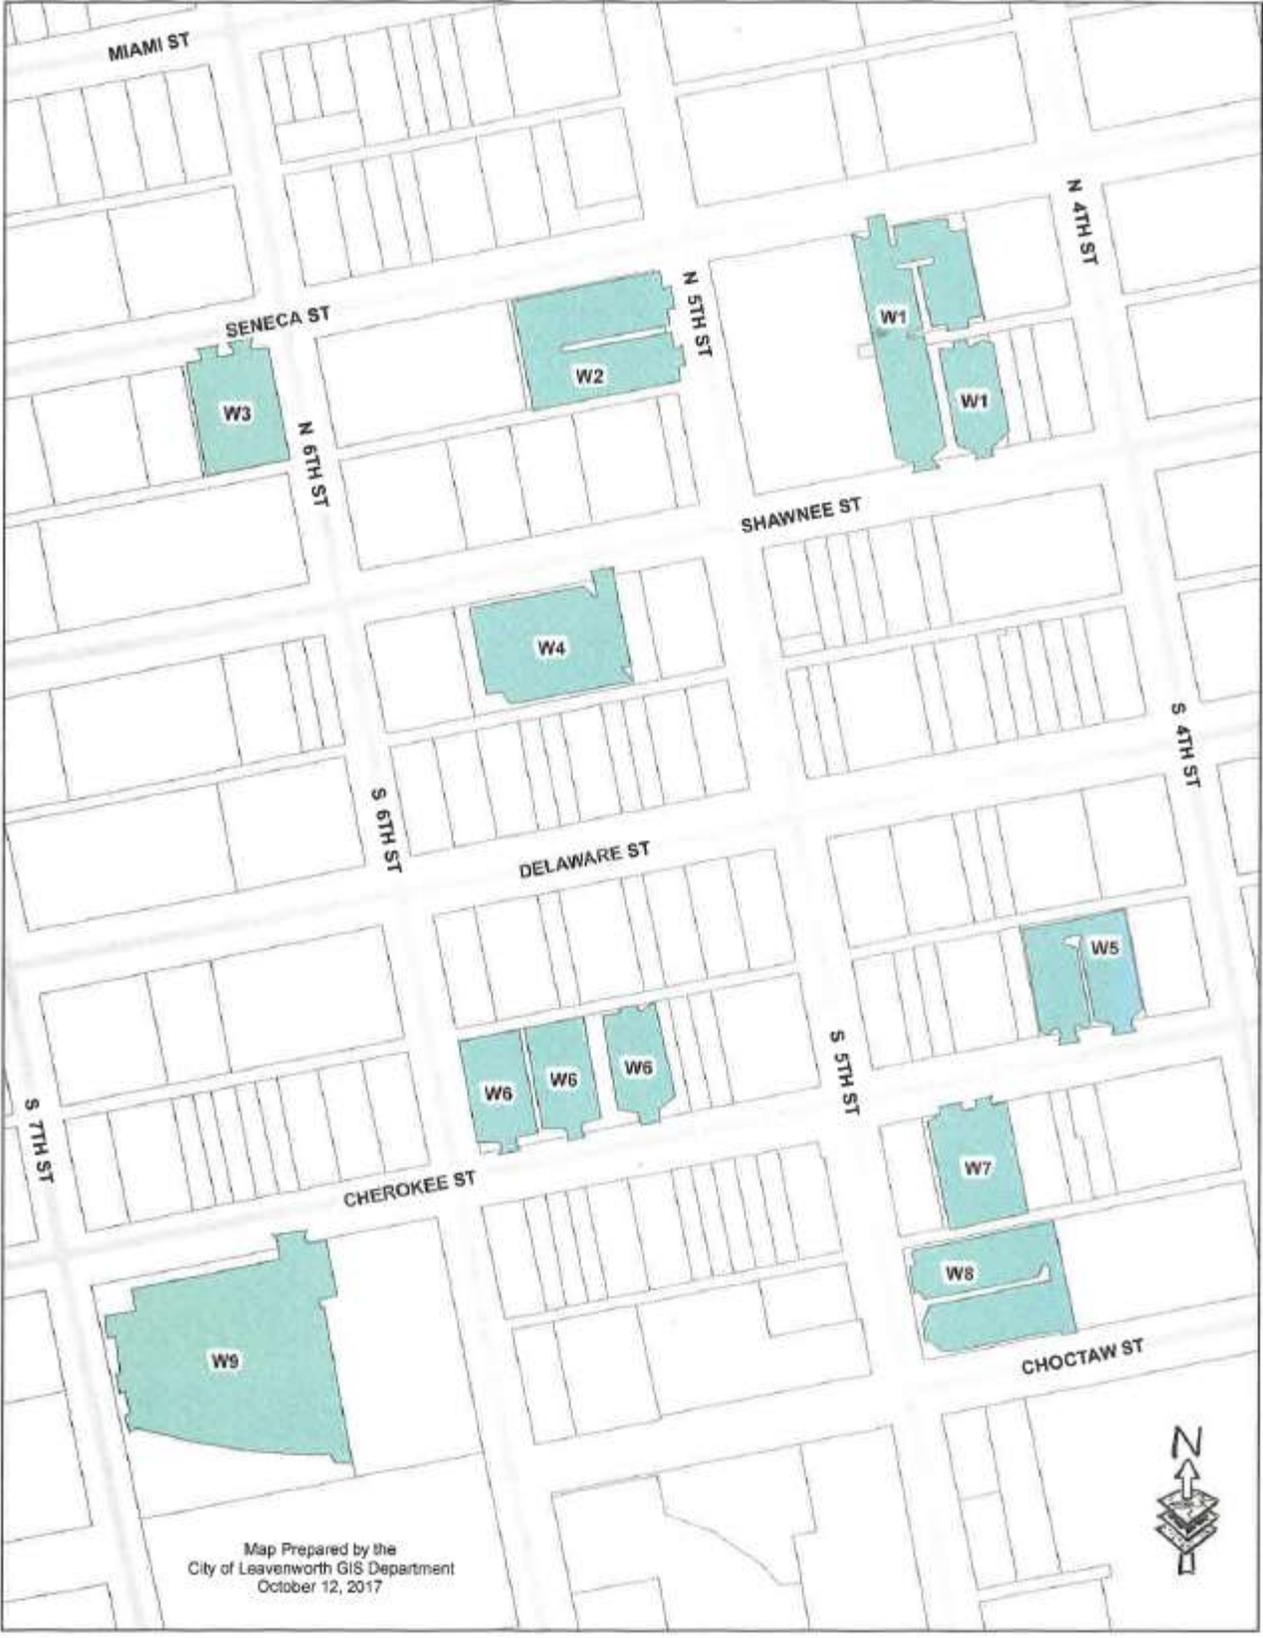 MIAMI ST
N 4TH ST
SENECA ST
N 5TH ST
W1
W2
W3
W1
N 6TH ST
SHAWNEE ST
W4
S 4TH ST
S 6TH ST
DELAWARE ST
W5
S 5TH ST
W6
W6
W6
S 7TH ST
W7
CHEROKEE ST
W8
W9
CHOCTAW ST
N
Map Prepared by the
City of Leavenworth GIS Department
October 12, 2017